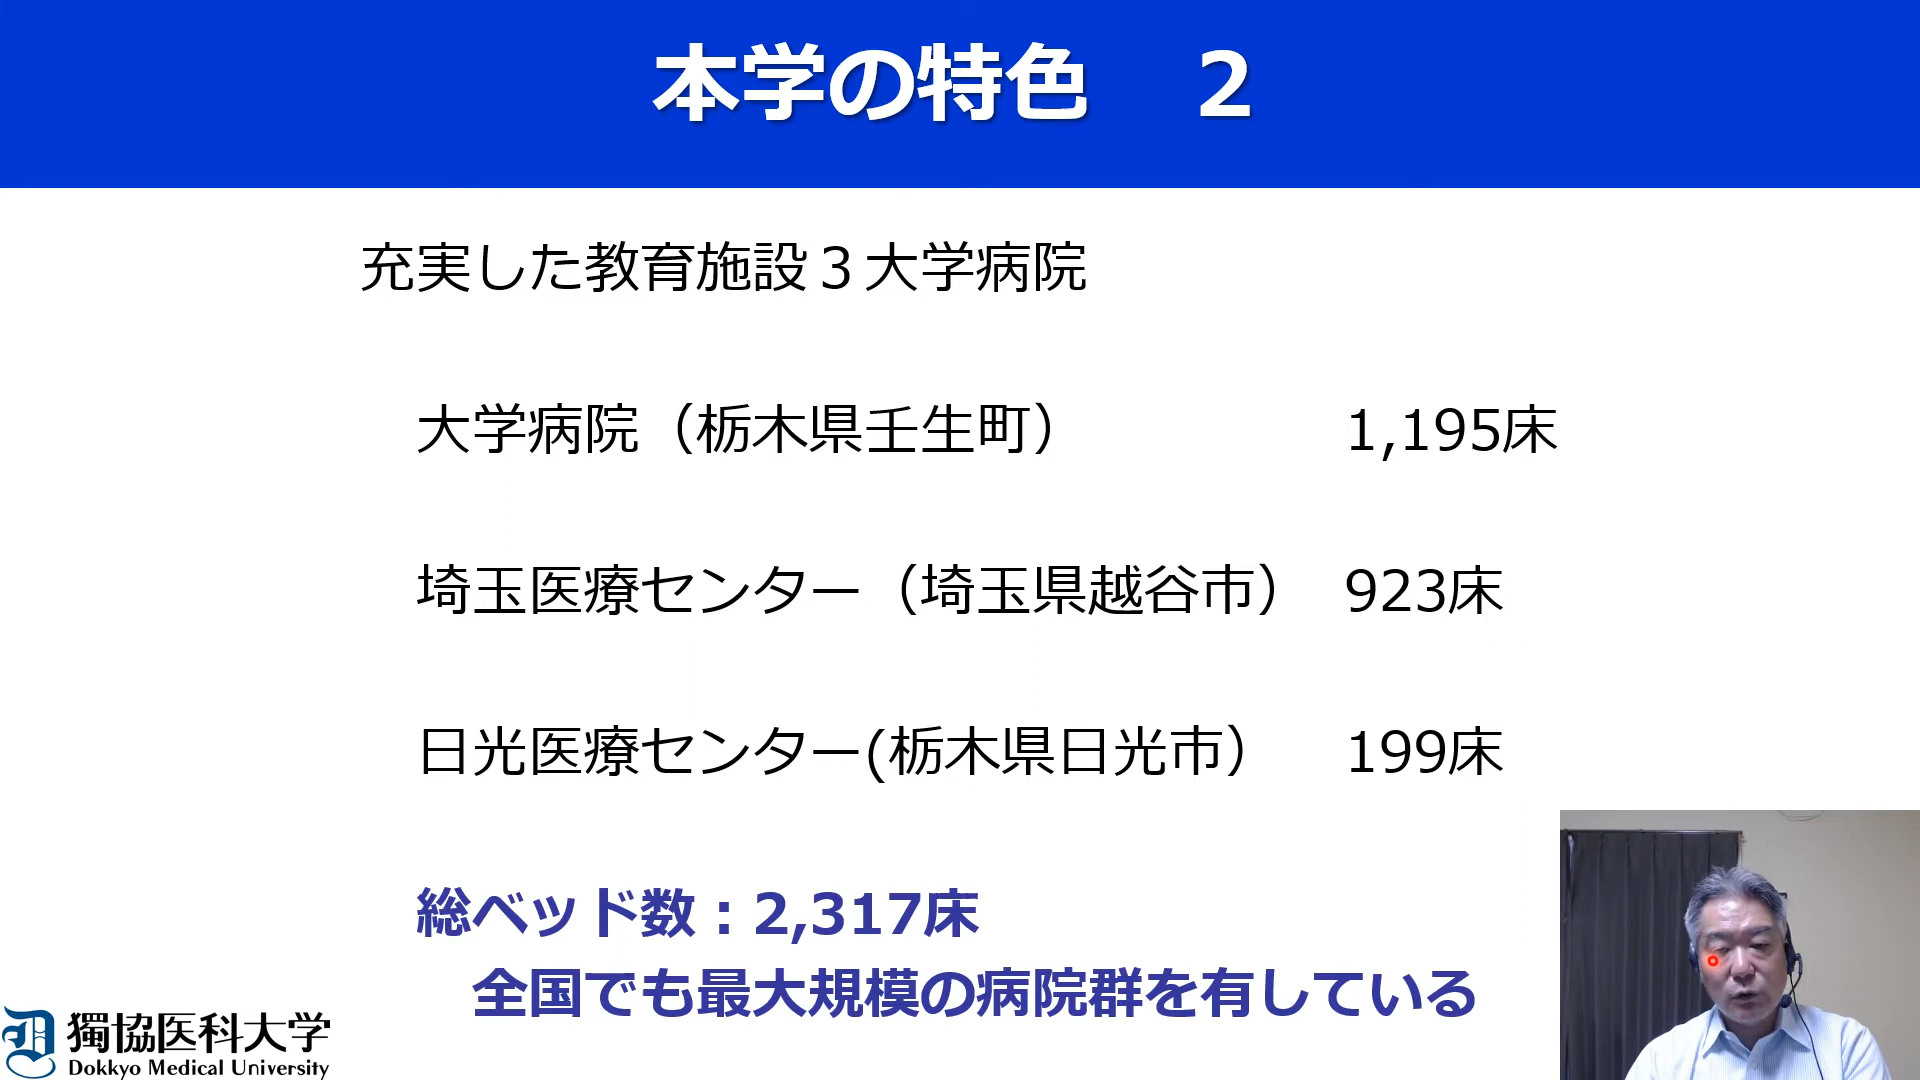 本学の特色　２
充実した教育施設３大学病院
大学病院（栃木県壬生町）　1,195床
埼玉医療センター（埼玉県越谷市）　923床
日光医療センター(栃木県日光市）　199床
総ベッド数：2,317床
全国でも最大規模の病院群を有している
獨協医科大学
Dokkyo Medical University